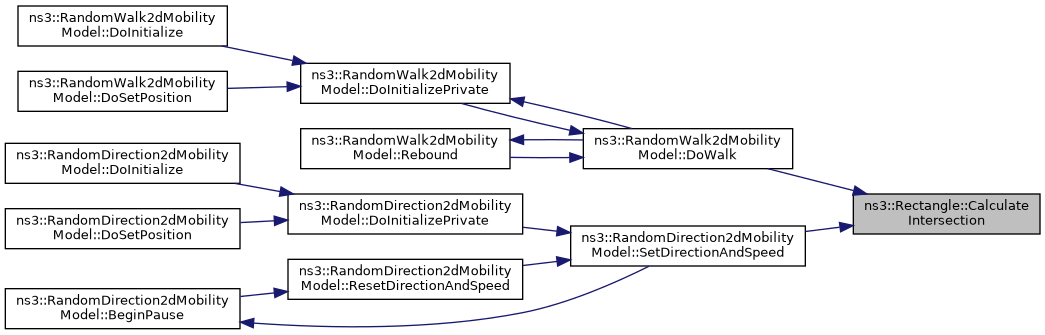 ns3::RandomWalk2dMobility
Model::DoInitialize
ns3::RandomWalk2dMobility
Model::DoSetPosition
ns3::RandomDirection2dMobility
Model::DoInitialize
ns3::RandomDirection2dMobility
Model::DoSetPosition
ns3::RandomDirection2dMobility
Model::BeginPause
ns3::RandomWalk2dMobility
Model::DoInitializePrivate
ns3::RandomWalk2dMobility
Model::Rebound
ns3::RandomDirection2dMobility
Model::DoInitializePrivate
ns3::RandomDirection2dMobility
Model::ResetDirectionAndSpeed
ns3::RandomWalk2dMobility
Model::DoWalk
ns3::RandomDirection2dMobility
Model::SetDirectionAndSpeed
ns3::Rectangle::Calculate
Intersection